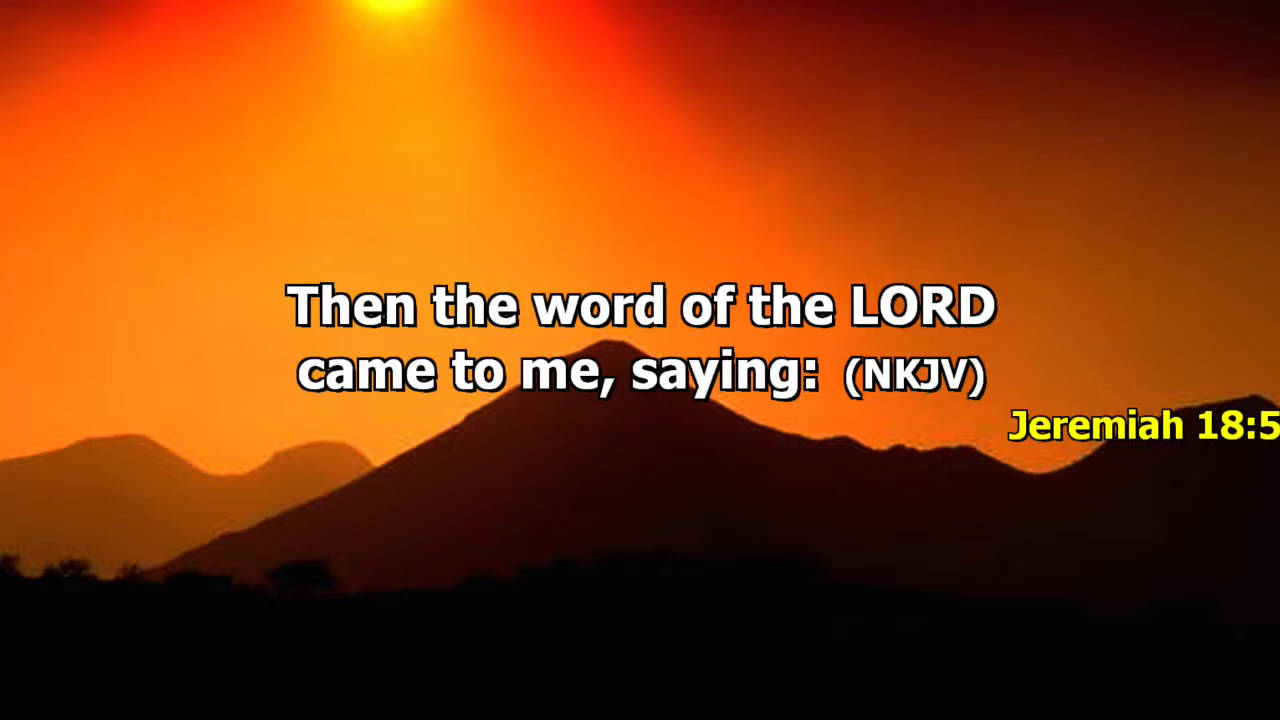 Then the word of the LORD
came to me, saying: (NKJV)
Jeremiah 18:5